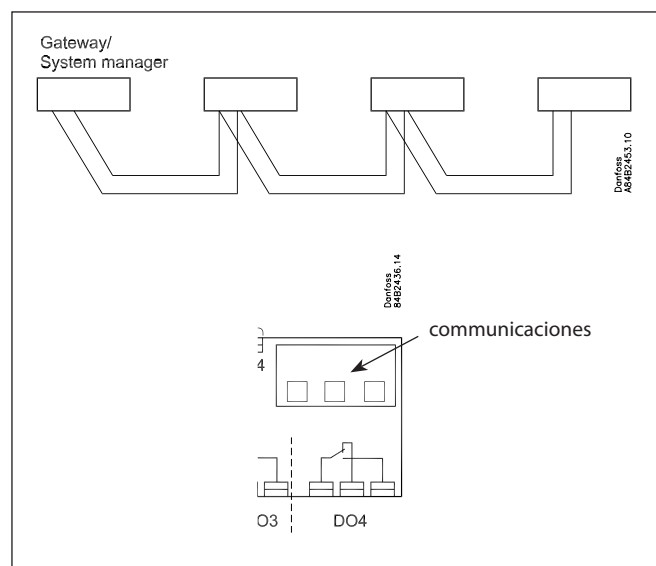 Gateway/
System manager
Danfoss
A84B2453.10
Danfoss
84B2436.14
communicaciones
4
O3
DO4